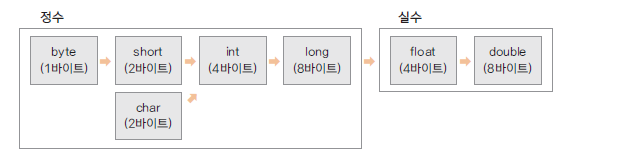 정수
실수
byte
(1바이트)
short
(2바이트)
int
(4바이트)
long
(8바이트)
float
(4바이트)
double
(8바이트)
char
(2바이트)